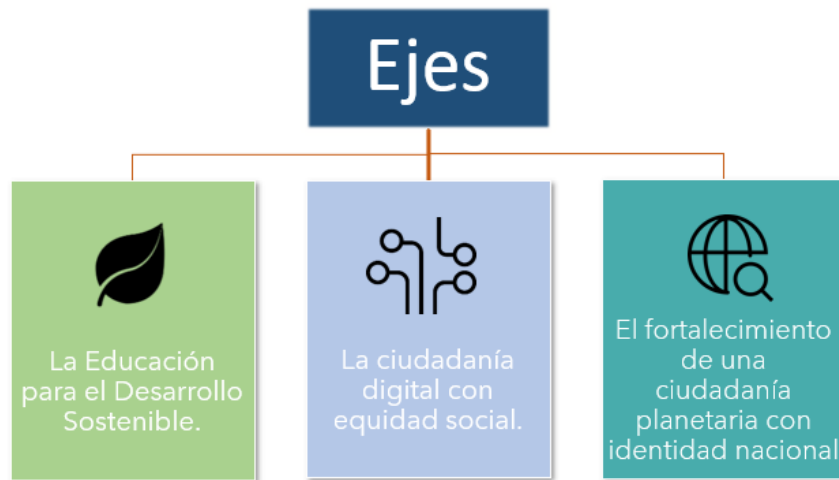 Ejes
La Educación
para el Desarrollo
Sostenible.
La ciudadanía
digital con
equidad social.
El fortalecimiento
de una
ciudadanía
planetaria con
identidad nacional